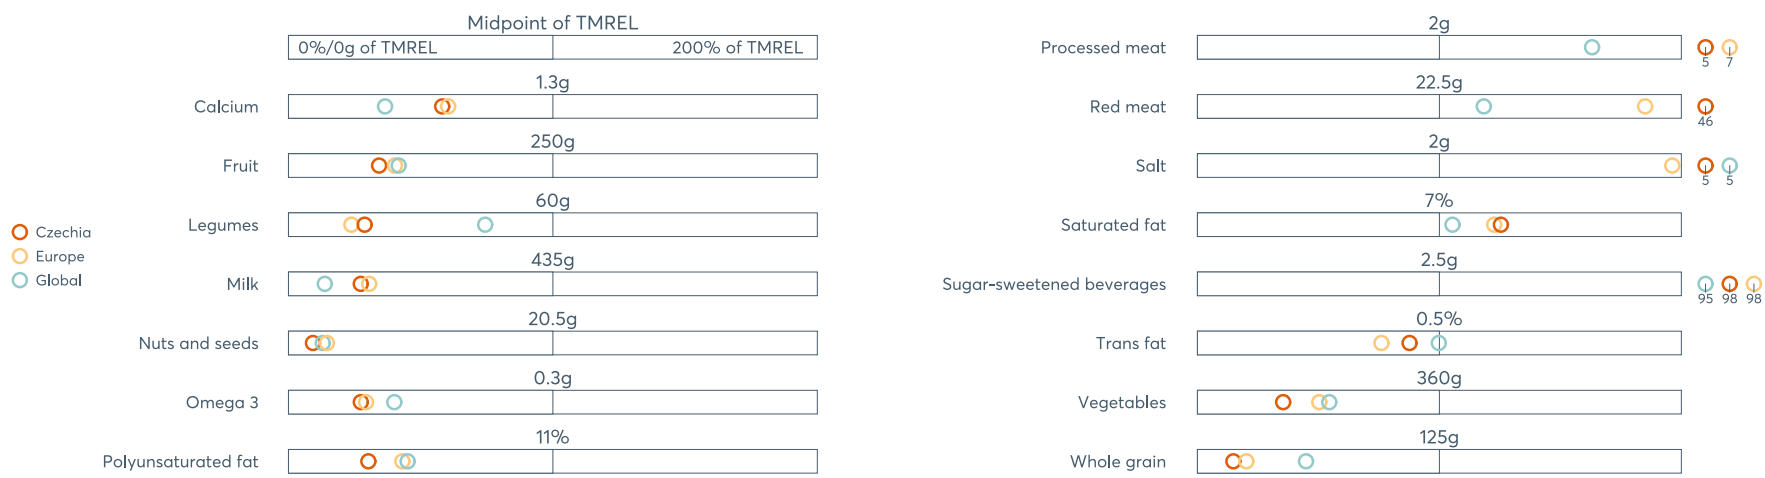 Midpoint of TMREL
0%/0g of TMREL 200% of TMREL
1.3g
Calcium
250g
Fruit
60g
Legumes
435g
Milk
20.5g
Nuts and seeds
0.3g
Omega 3
11%
Polyunsaturated fat
Czechia
Europe
Global
2g
Processed meat
5 7
22.5g
Red meat
46
2g
Salt
5 5
7%
Saturated fat
2.5g
Sugar-sweetened beverages
95 98 98
0.5%
Trans fat
360g
Vegetables
125g
Whole grain